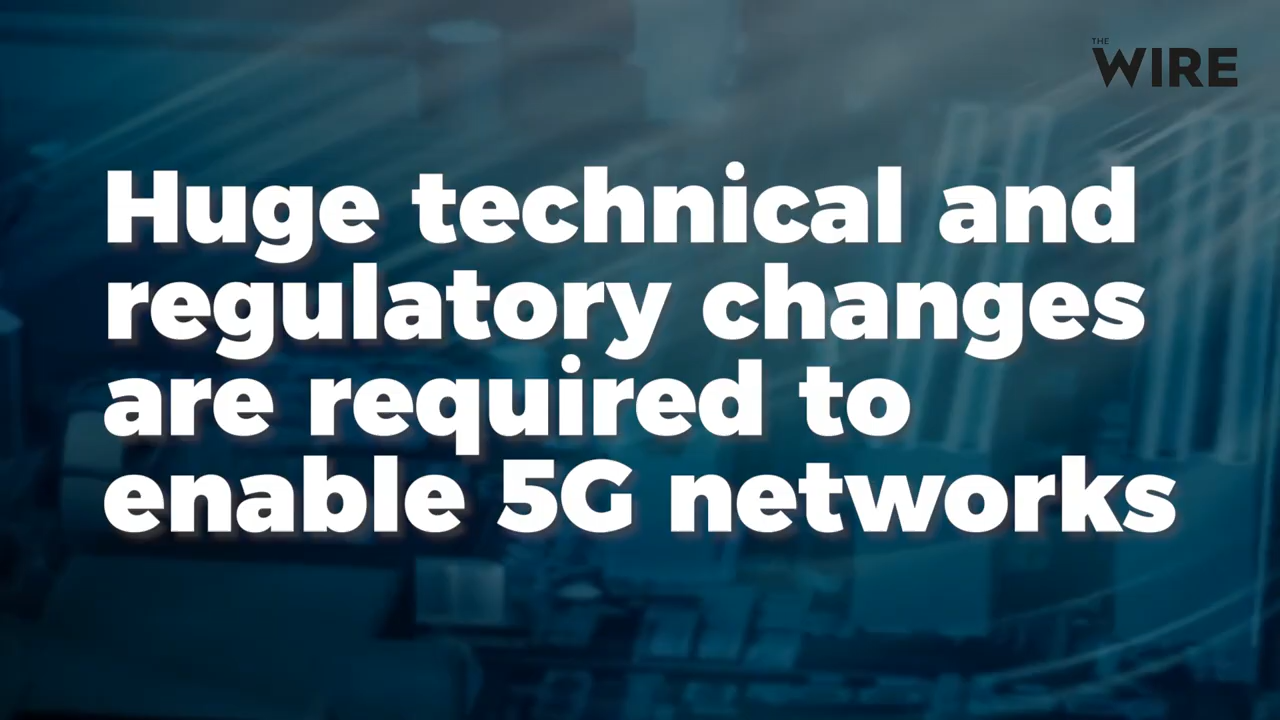 THE
WIRE
Huge technical and
regulatory changes
are required to
enable 5G networks